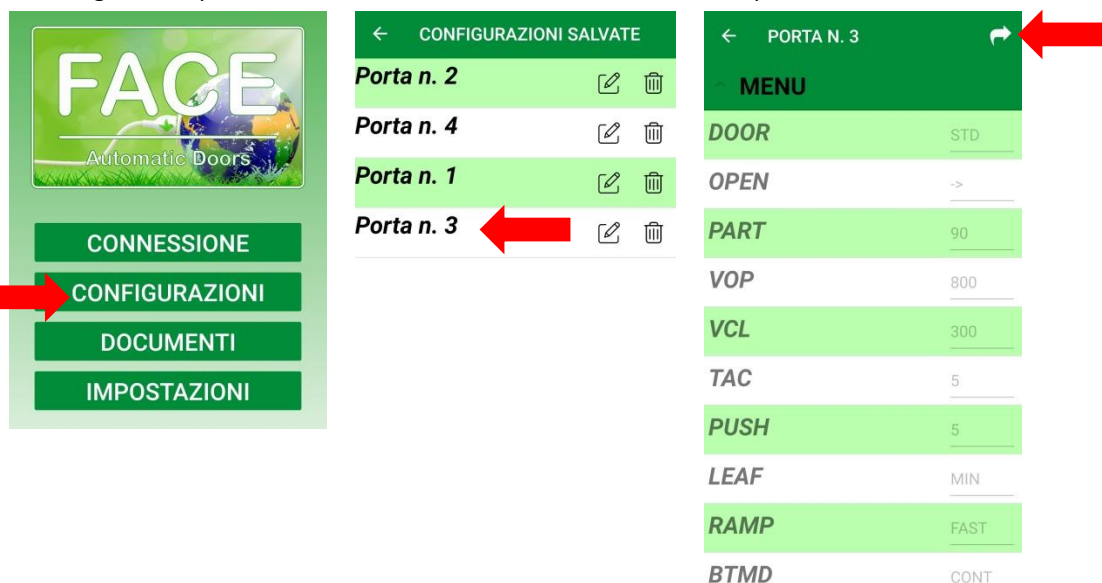 FACE
Automatic Doors
CONNESSIONE
CONFIGURAZIONI
DOCUMENTI
IMPOSTAZIONI
CONFIGURAZIONI SALVATE
Porta n. 2
Porta n. 4
Porta n. 1
Porta n. 3
PORTA N. 3
MENU
DOOR STD
OPEN ->
PART 90
VOP 800
VCL 300
TAC 5
PUSH 5
LEAF MIN
RAMP FAST
BTMD CONT